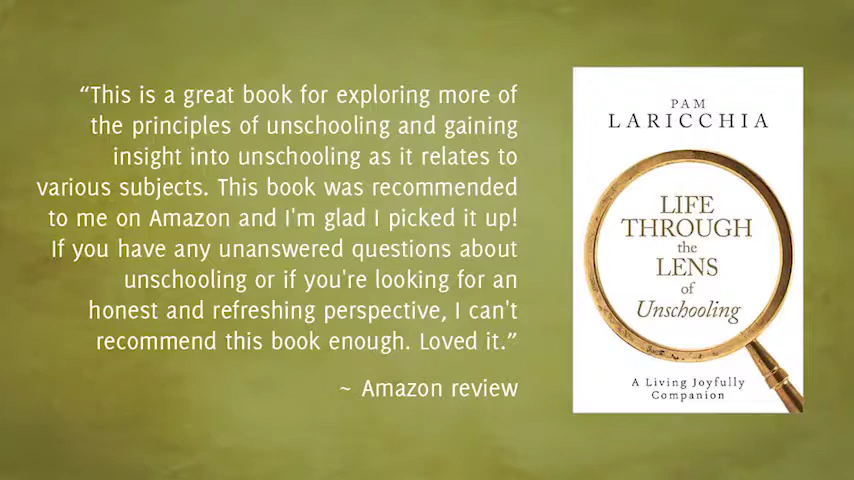 “This is a great book for exploring more of
the principles of unschooling and gaining
insight into unschooling as it relates to
various subjects. This book was recommended
to me on Amazon and I'm glad I picked it up!
If you have any unanswered questions about
unschooling or if you're looking for an
honest and refreshing perspective, I can't
recommend this book enough. Loved it.”
~ Amazon review
PAM
LARICCHIA
LIFE
THROUGH
the
LENS
of
Unschooling
A Living Joyfully
Companion